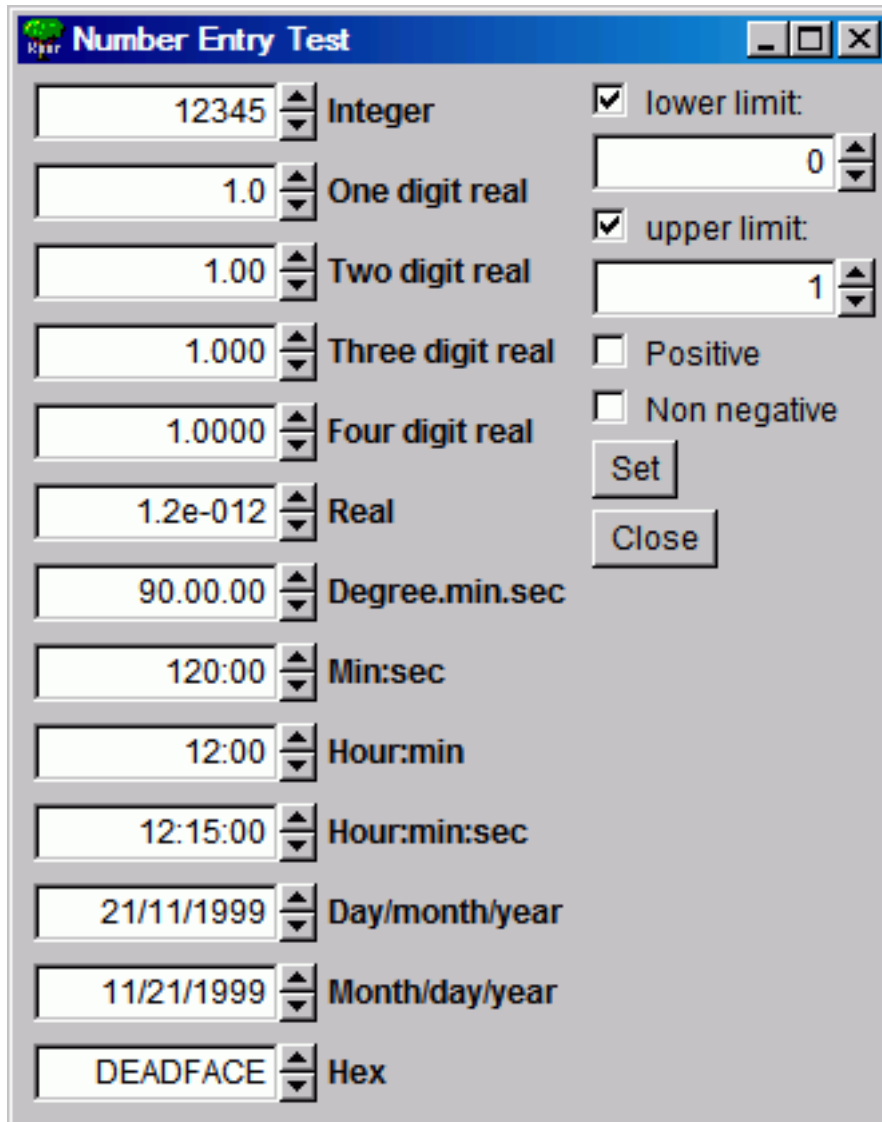 Number Entry Test
12345 Integer
1.0 One digit real
1.00 Two digit real
1.000 Three digit real
1.0000 Four digit real
1.2e-012 Real
90.00.00 Degree.min.sec
120:00 Min:sec
12:00 Hour:min
12:15:00 Hour:min:sec
21/11/1999 Day/month/year
11/21/1999 Month/day/year
DEADFACE Hex
lower limit:
0
upper limit:
1
Positive
Non negative
Set
Close